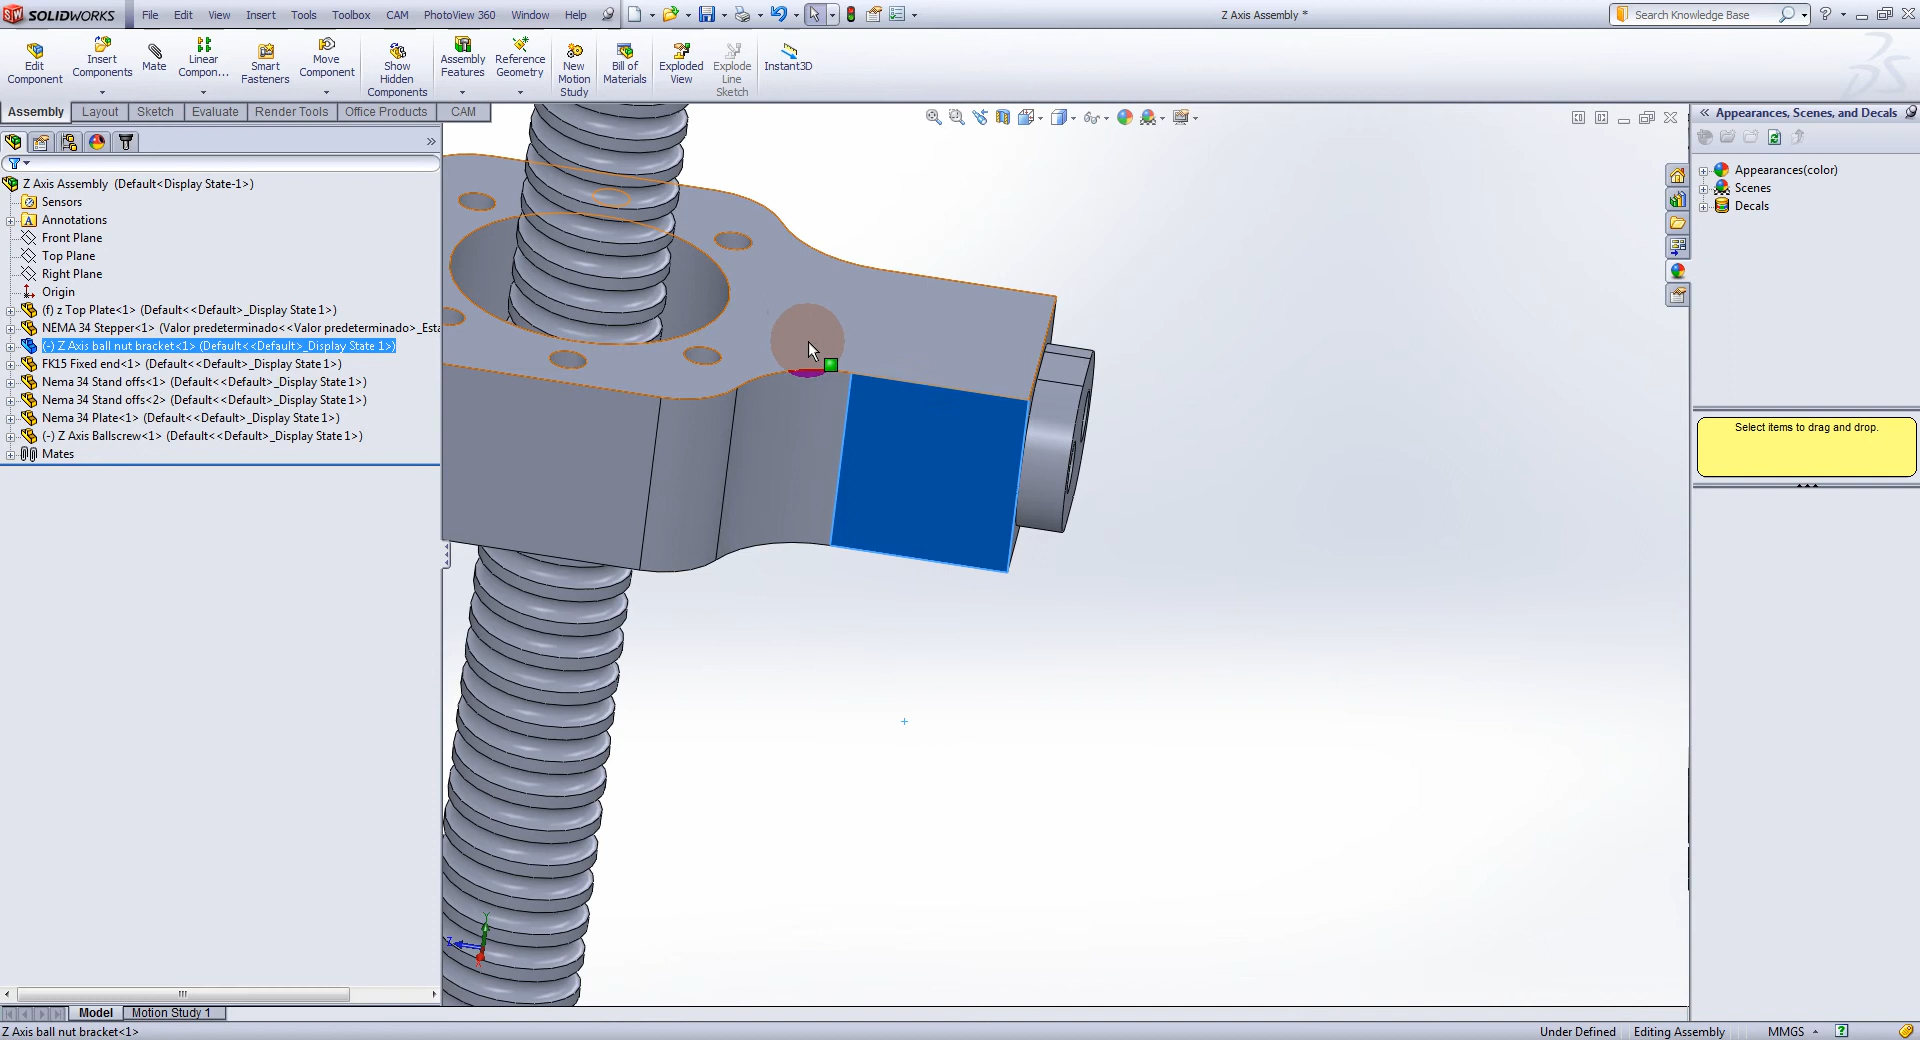 SOLIDWORKS
File Edit View Insert Tools Toolbox CAM PhotoView 360 Window Help
Z Axis Assembly *
Search Knowledge Base
Edit Component
Insert Components
Mate
Linear Compon...
Smart Fasteners
Move Component
Show Hidden Components
Assembly Features
Reference Geometry
New Motion Study
Bill of Materials
Exploded View
Explode Line Sketch
Instant3D
Assembly Layout Sketch Evaluate Render Tools Office Products CAM
Appearances, Scenes, and Decals
Z Axis Assembly (Default<Display State-1>)
Sensors
Annotations
Front Plane
Top Plane
Right Plane
Origin
(f) z Top Plate<1> (Default<<Default>_Display State 1>)
NEMA 34 Stepper<1> (Valor predeterminado<<Valor predeterminado>_Esta
(-) Z Axis ball nut bracket<1> (Default<<Default>_Display State 1>)
FK15 Fixed end<1> (Default<<Default>_Display State 1>)
Nema 34 Stand offs<1> (Default<<Default>_Display State 1>)
Nema 34 Stand offs<2> (Default<<Default>_Display State 1>)
Nema 34 Plate<1> (Default<<Default>_Display State 1>)
(-) Z Axis Ballscrew<1> (Default<<Default>_Display State 1>)
Mates
Appearances(color)
Scenes
Decals
Select items to drag and drop.
Y
Z
X
Model Motion Study 1
Z Axis ball nut bracket<1>
Under Defined Editing Assembly MMGS